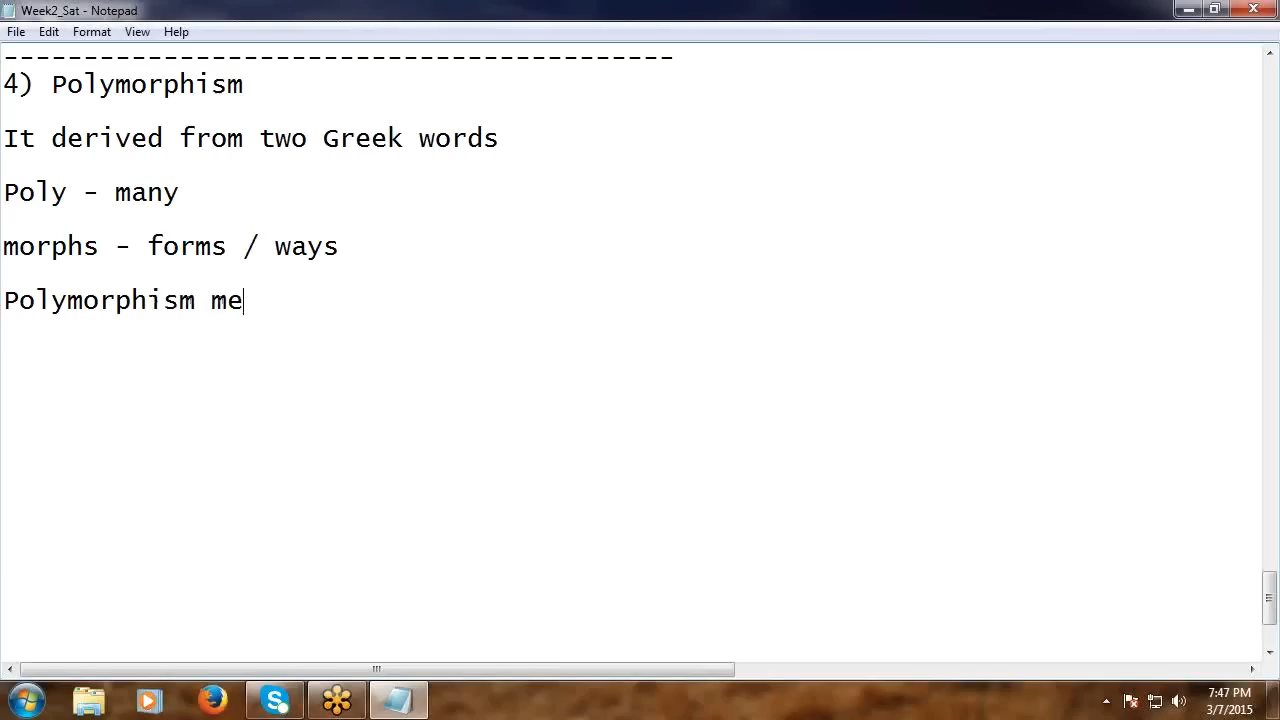 Week2_Sat - Notepad
File Edit Format View Help
------------------------------------------
4) Polymorphism
It derived from two Greek words
Poly - many
morphs - forms / ways
Polymorphism me
7:47 PM
3/7/2015